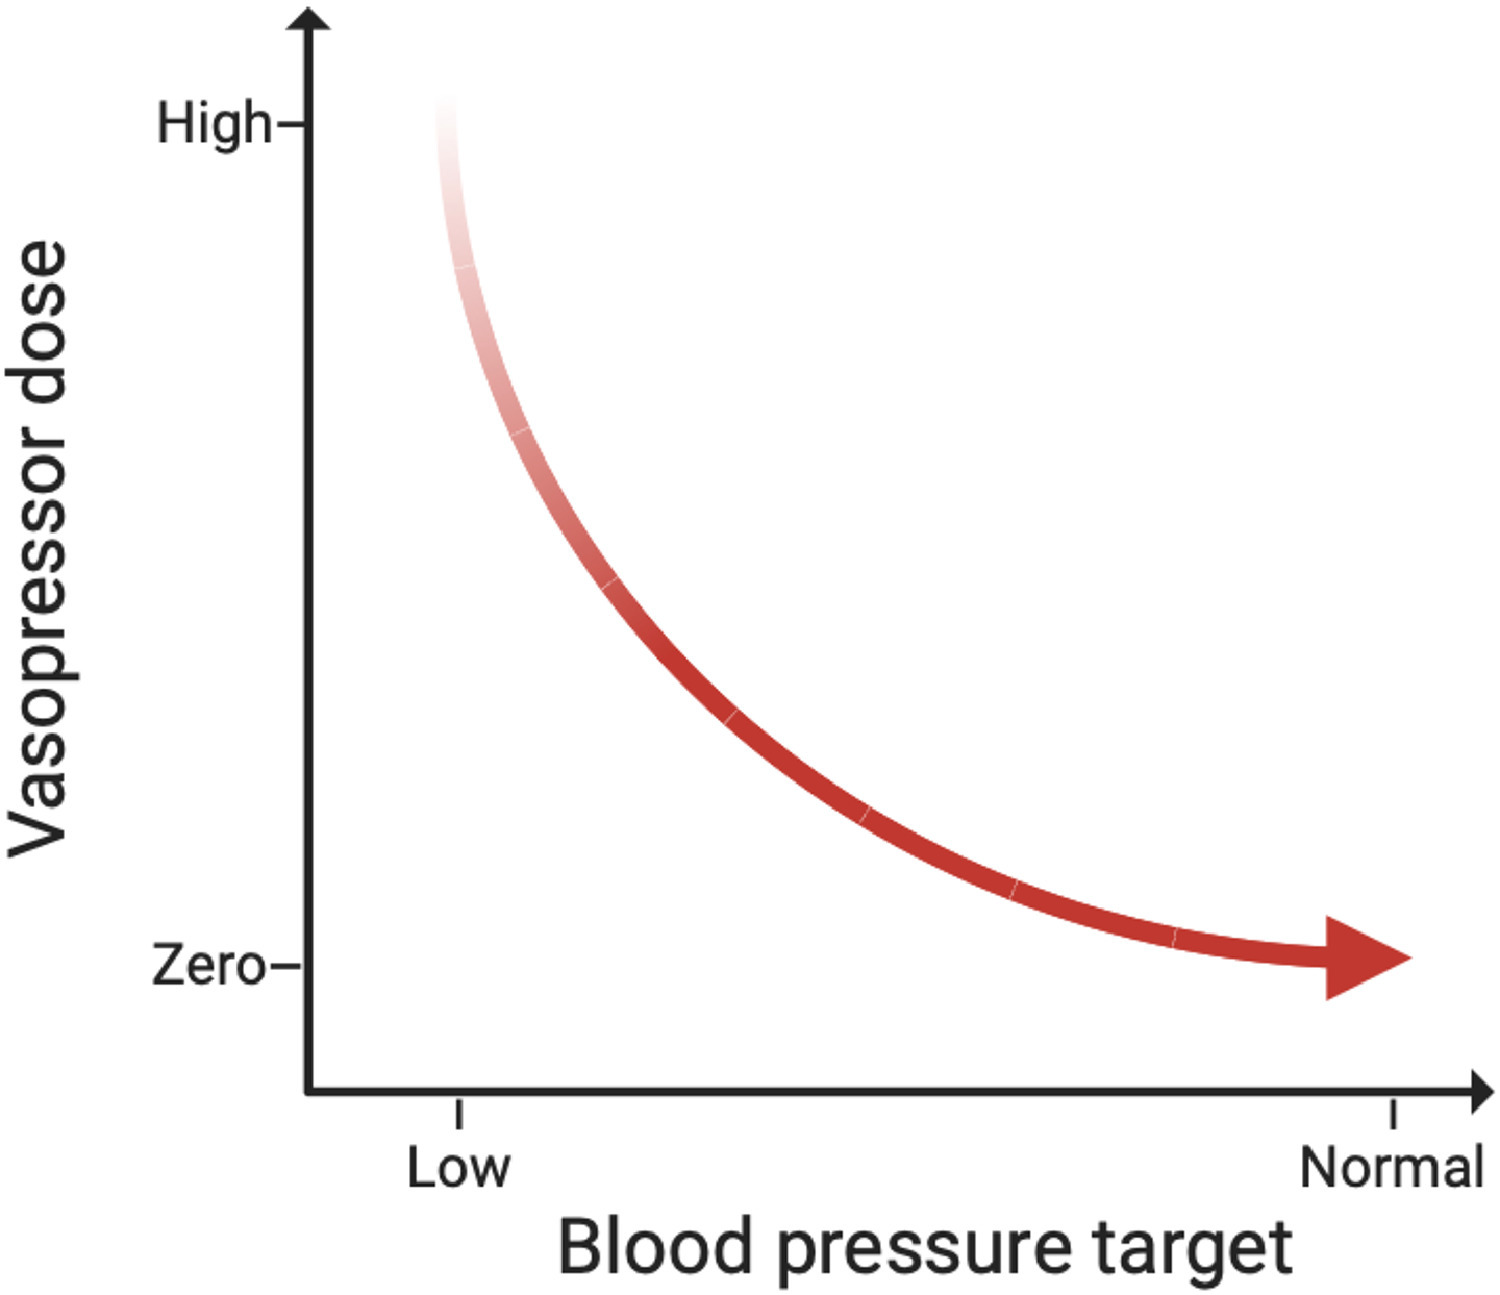 High
Vasopressor dose
Zero
Low
Normal
Blood pressure target